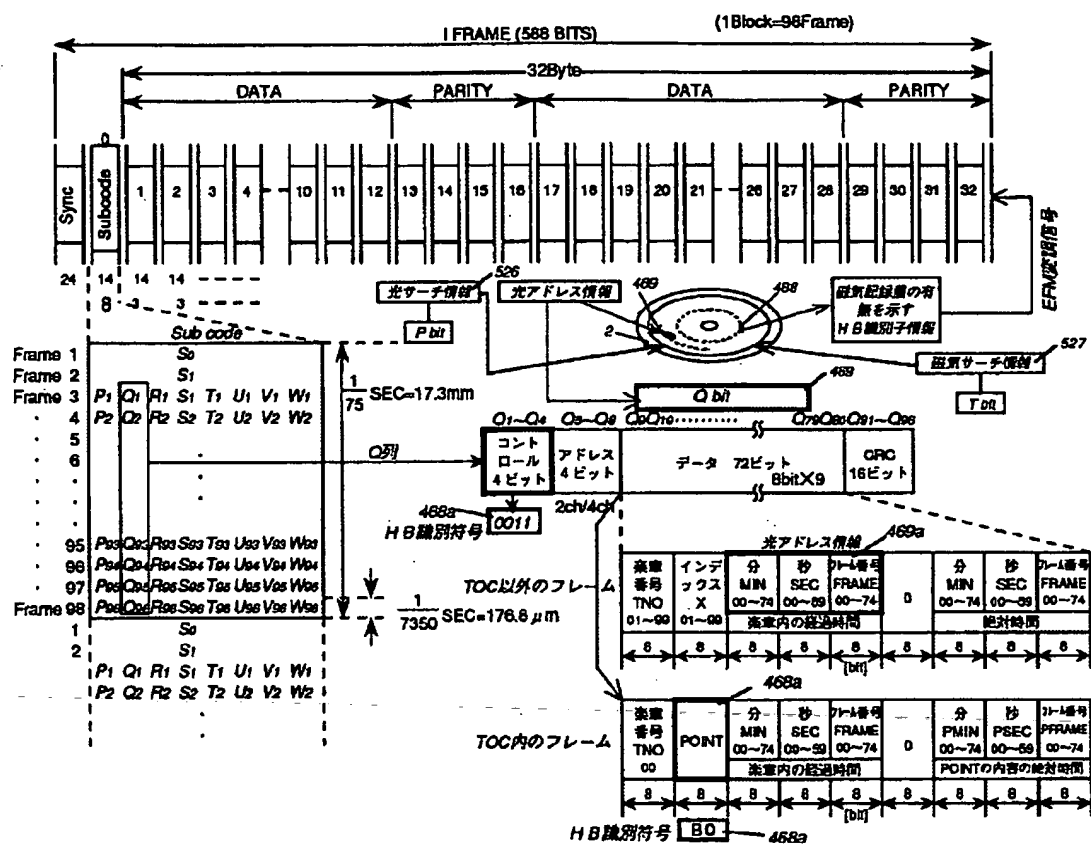 (1Block=98Frame)
1 FRAME (588 BITS)
32Byte
DATA PARITY DATA PARITY
0
Sync Subcode 1 2 3 4 10 11 12 13 14 15 16 17 18 19 20 21 26 27 28 29 30 31 32
EFM変調信号
24 14 14 14
8 3 3
光サーチ情報 526
P bit
光アドレス情報
469
468
2
磁気記録層の有
無を示す
HB識別子情報
磁気サーチ情報 527
T bit
Sub code
Frame 1 S0
Frame 2 S1
Frame 3 P1 Q1 R1 S1 T1 U1 V1 W1
4 P2 Q2 R2 S2 T2 U2 V2 W2
5
6
95 P93 Q93 R93 S93 T93 U93 V93 W93
96 P94 Q94 R94 S94 T94 U94 V94 W94
97 P95 Q95 R95 S95 T95 U95 V95 W95
Frame 98 P96 Q96 R96 S96 T96 U96 V96 W96
1 S0
2 S1
P1 Q1 R1 S1 T1 U1 V1 W1
P2 Q2 R2 S2 T2 U2 V2 W2
1/75 SEC=17.3mm
1/7350 SEC=176.8μm
Q列
Q bit
469
Q1~Q4 Q5~Q8 Q9Q10 Q79Q80Q81~Q96
コント
ロール
4ビット
アドレス
4ビット
データ 72ビット
8bit×9
CRC
16ビット
2ch/4ch
468a
0011
HB識別符号
光アドレス情報
469a
TOC以外のフレーム
楽章
番号
TNO
01~99
インデ
ックス
X
01~99
分
MIN
00~74
秒
SEC
00~59
フレーム番号
FRAME
00~74
楽章内の経過時間
0
分
MIN
00~74
秒
SEC
00~59
フレーム番号
FRAME
00~74
絶対時間
8 8 8 8 8 8 8 8 8
[bit]
468a
TOC内のフレーム
楽章
番号
TNO
00
POINT
分
MIN
00~74
秒
SEC
00~59
フレーム番号
FRAME
00~74
楽章内の経過時間
0
分
PMIN
00~74
秒
PSEC
00~59
フレーム番号
PFRAME
00~74
POINTの内容の絶対時間
8 8 8 8 8 8 8 8 8
[bit]
HB識別符号 B0 468a